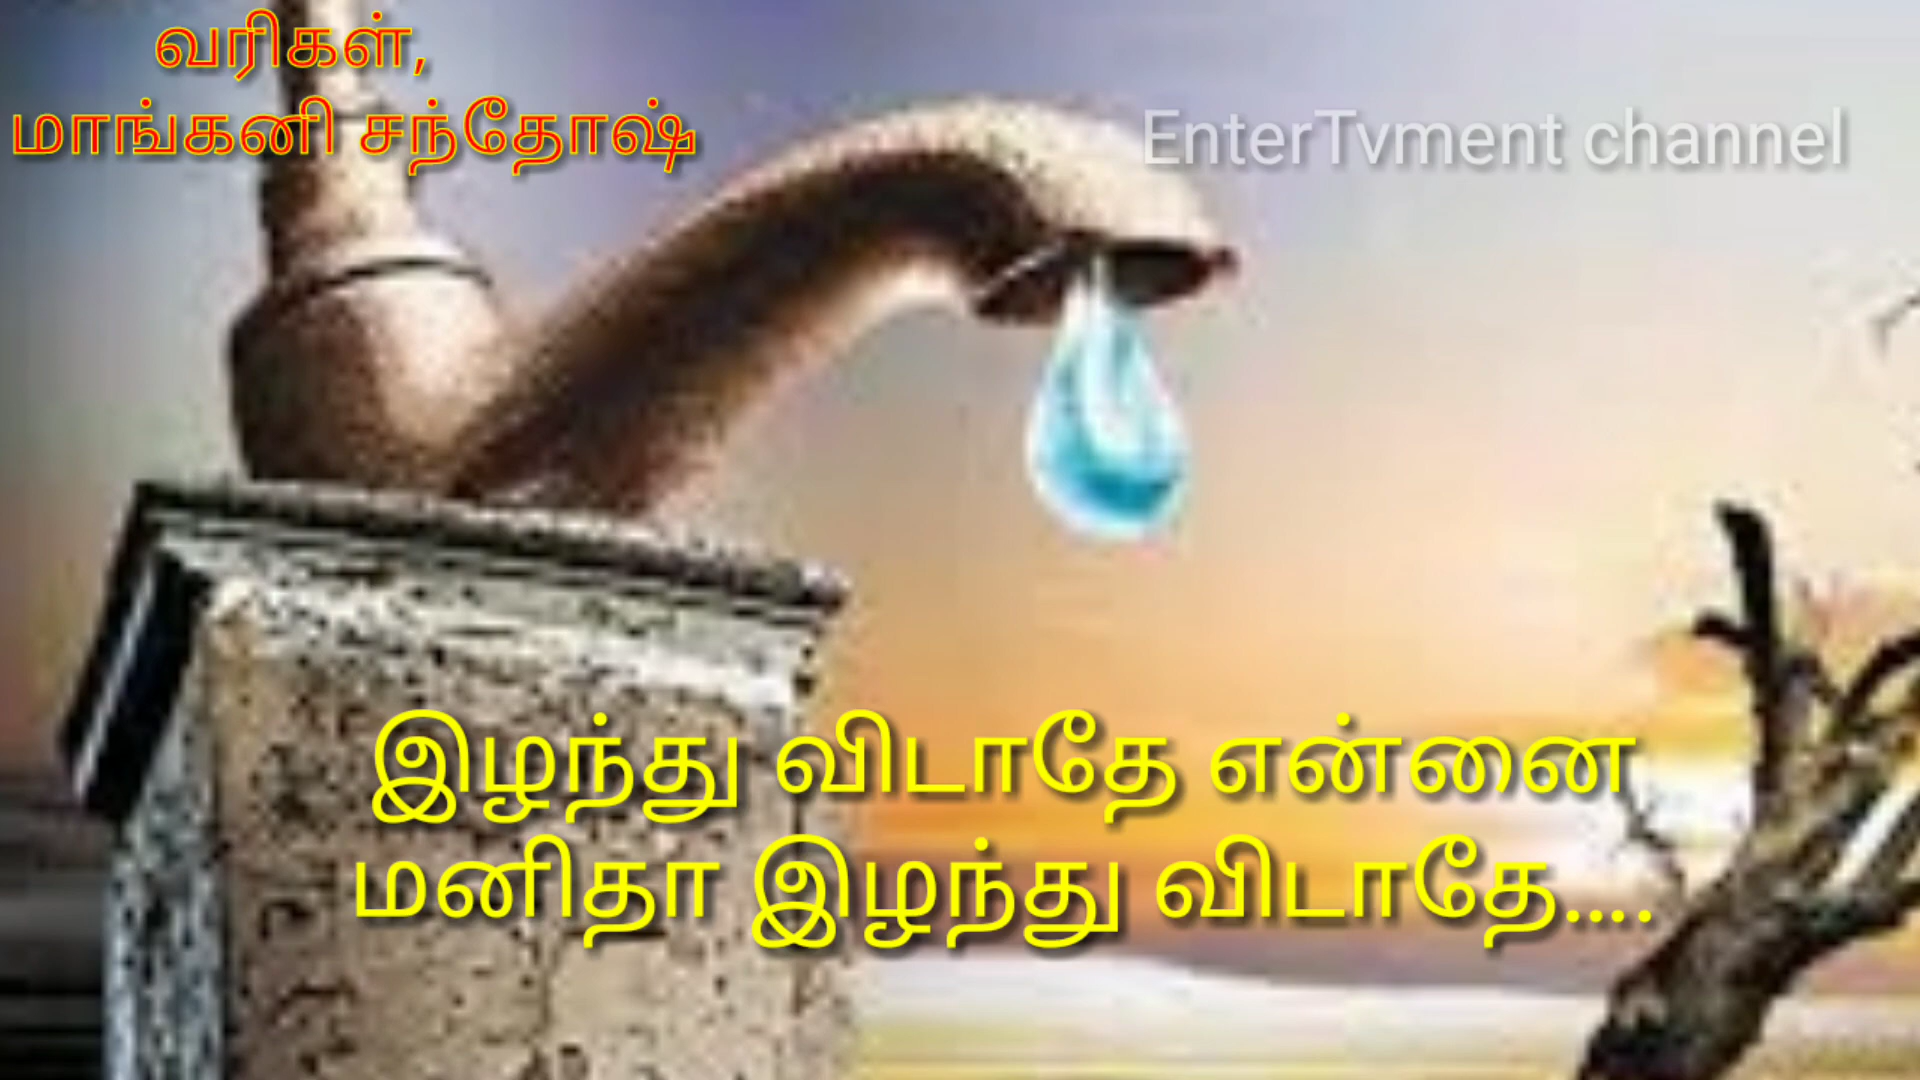 வரிகள்,
மாங்கனி சந்தோஷ்
EnterTvment channel
இழந்து விடாதே என்னை
மனிதா இழந்து விடாதே....